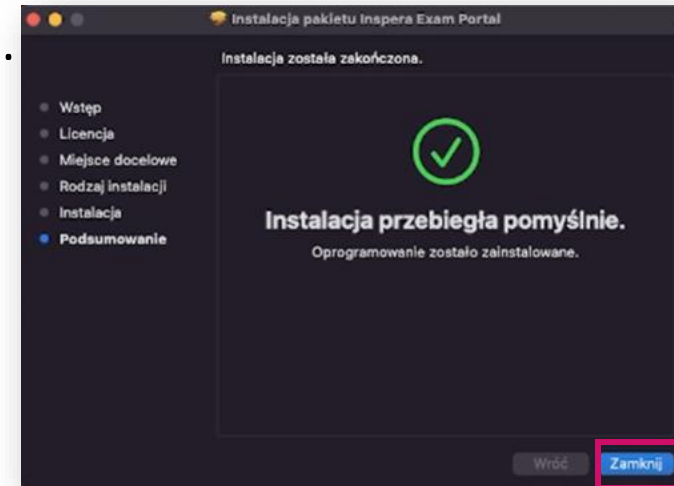 Instalacja pakietu Inspera Exam Portal
Instalacja została zakończona.
Wstęp
Licencja
Miejsce docelowe
Rodzaj instalacji
Instalacja
Podsumowanie
Instalacja przebiegła pomyślnie.
Oprogramowanie zostało zainstalowane.
Wróć
Zamknij